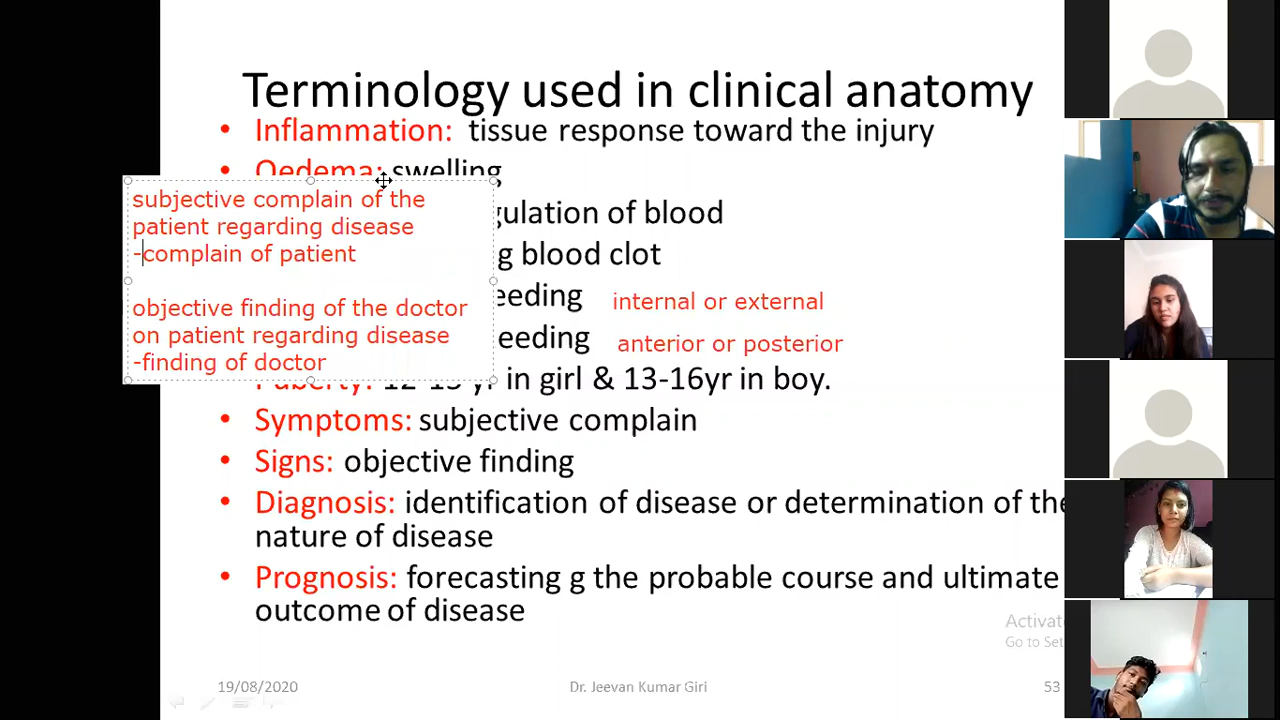 Terminology used in clinical anatomy
• Inflammation: tissue response toward the injury
• Oedema: swelling
subjective complain of the
patient regarding disease
-complain of patient
objective finding of the doctor
on patient regarding disease
-finding of doctor
gulation of blood
g blood clot
eeding internal or external
eeding anterior or posterior
Puberty: 12-15 yr in girl & 13-16yr in boy.
• Symptoms: subjective complain
• Signs: objective finding
• Diagnosis: identification of disease or determination of the
nature of disease
• Prognosis: forecasting g the probable course and ultimate
outcome of disease
Activate
Go to Set
19/08/2020 Dr. Jeevan Kumar Giri 53